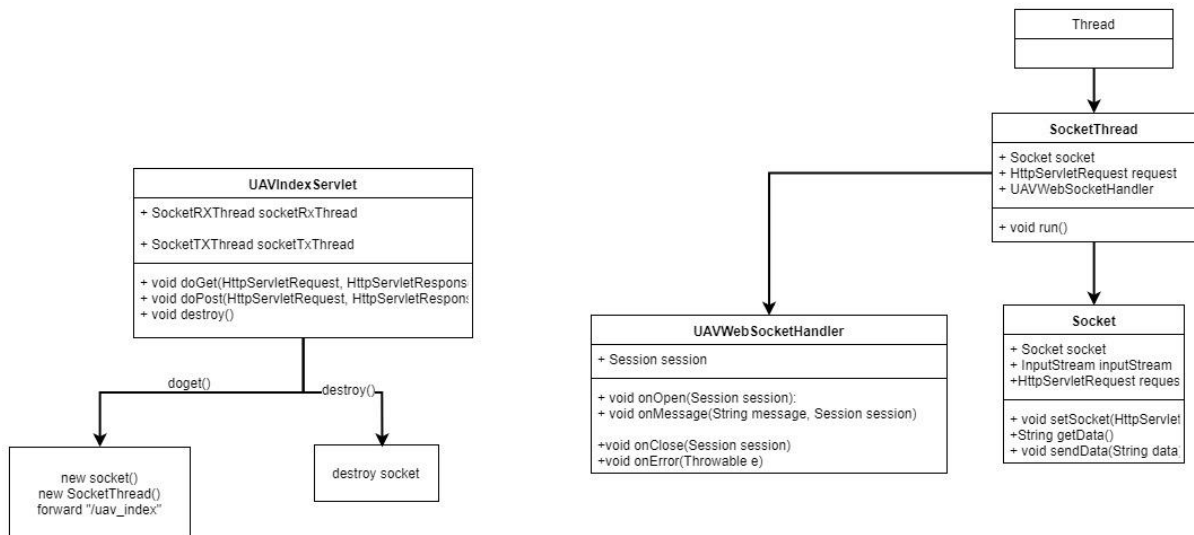 Thread
SocketThread
+ Socket socket
+ HttpServletRequest request
+ UAVWebSocketHandler
+ void run()
UAVIndexServlet
+ SocketRXThread socketRxThread
+ SocketTXThread socketTxThread
+ void doGet(HttpServletRequest, HttpServletRespons
+ void doPost(HttpServletRequest, HttpServletRespons
+ void destroy()
doget()
destroy()
new socket()
new SocketThread()
forward "/uav_index"
destroy socket
UAVWebSocketHandler
+ Session session
+ void onOpen(Session session):
+ void onMessage(String message, Session session)
+void onClose(Session session)
+void onError(Throwable e)
Socket
+ Socket socket
+ InputStream inputStream
+HttpServletRequest reques
+ void setSocket(HttpServlet
+String getData()
+ void sendData(String data